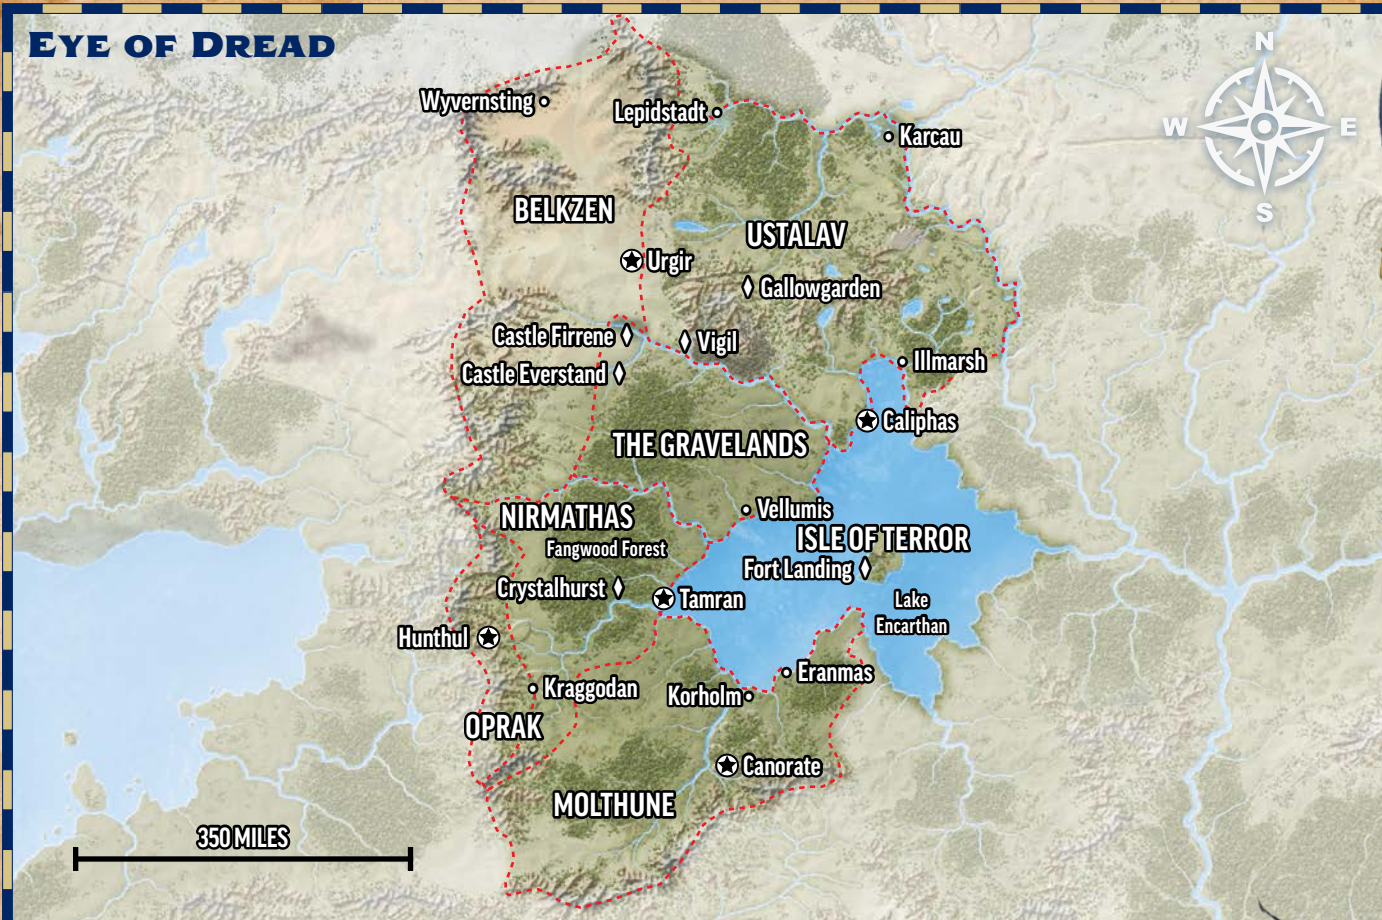 EYE OF DREAD
N
W E
S
Wyvernsting
Lepidstadt
Karcau
BELKZEN
USTALAV
Urgir
Gallowgarden
Castle Firrene
Vigil
Castle Everstand
Illmarsh
Caliphas
THE GRAVELANDS
NIRMATHAS
Vellumis
ISLE OF TERROR
Fangwood Forest
Fort Landing
Crystalhurst
Tamran
Lake
Encarthan
Hunthul
Eranmas
Kraggodan
Korholm
OPRAK
Canorate
MOLTHUNE
350 MILES